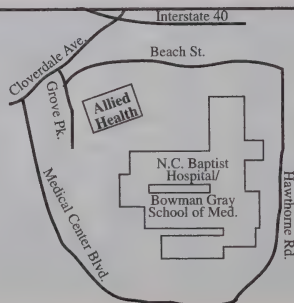 Interstate 40
Cloverdale Ave.
Beach St.
Grove Pk.
Allied
Health
N.C. Baptist
Hospital/
Bowman Gray
School of Med.
Medical Center Blvd.
Hawthorne Rd.